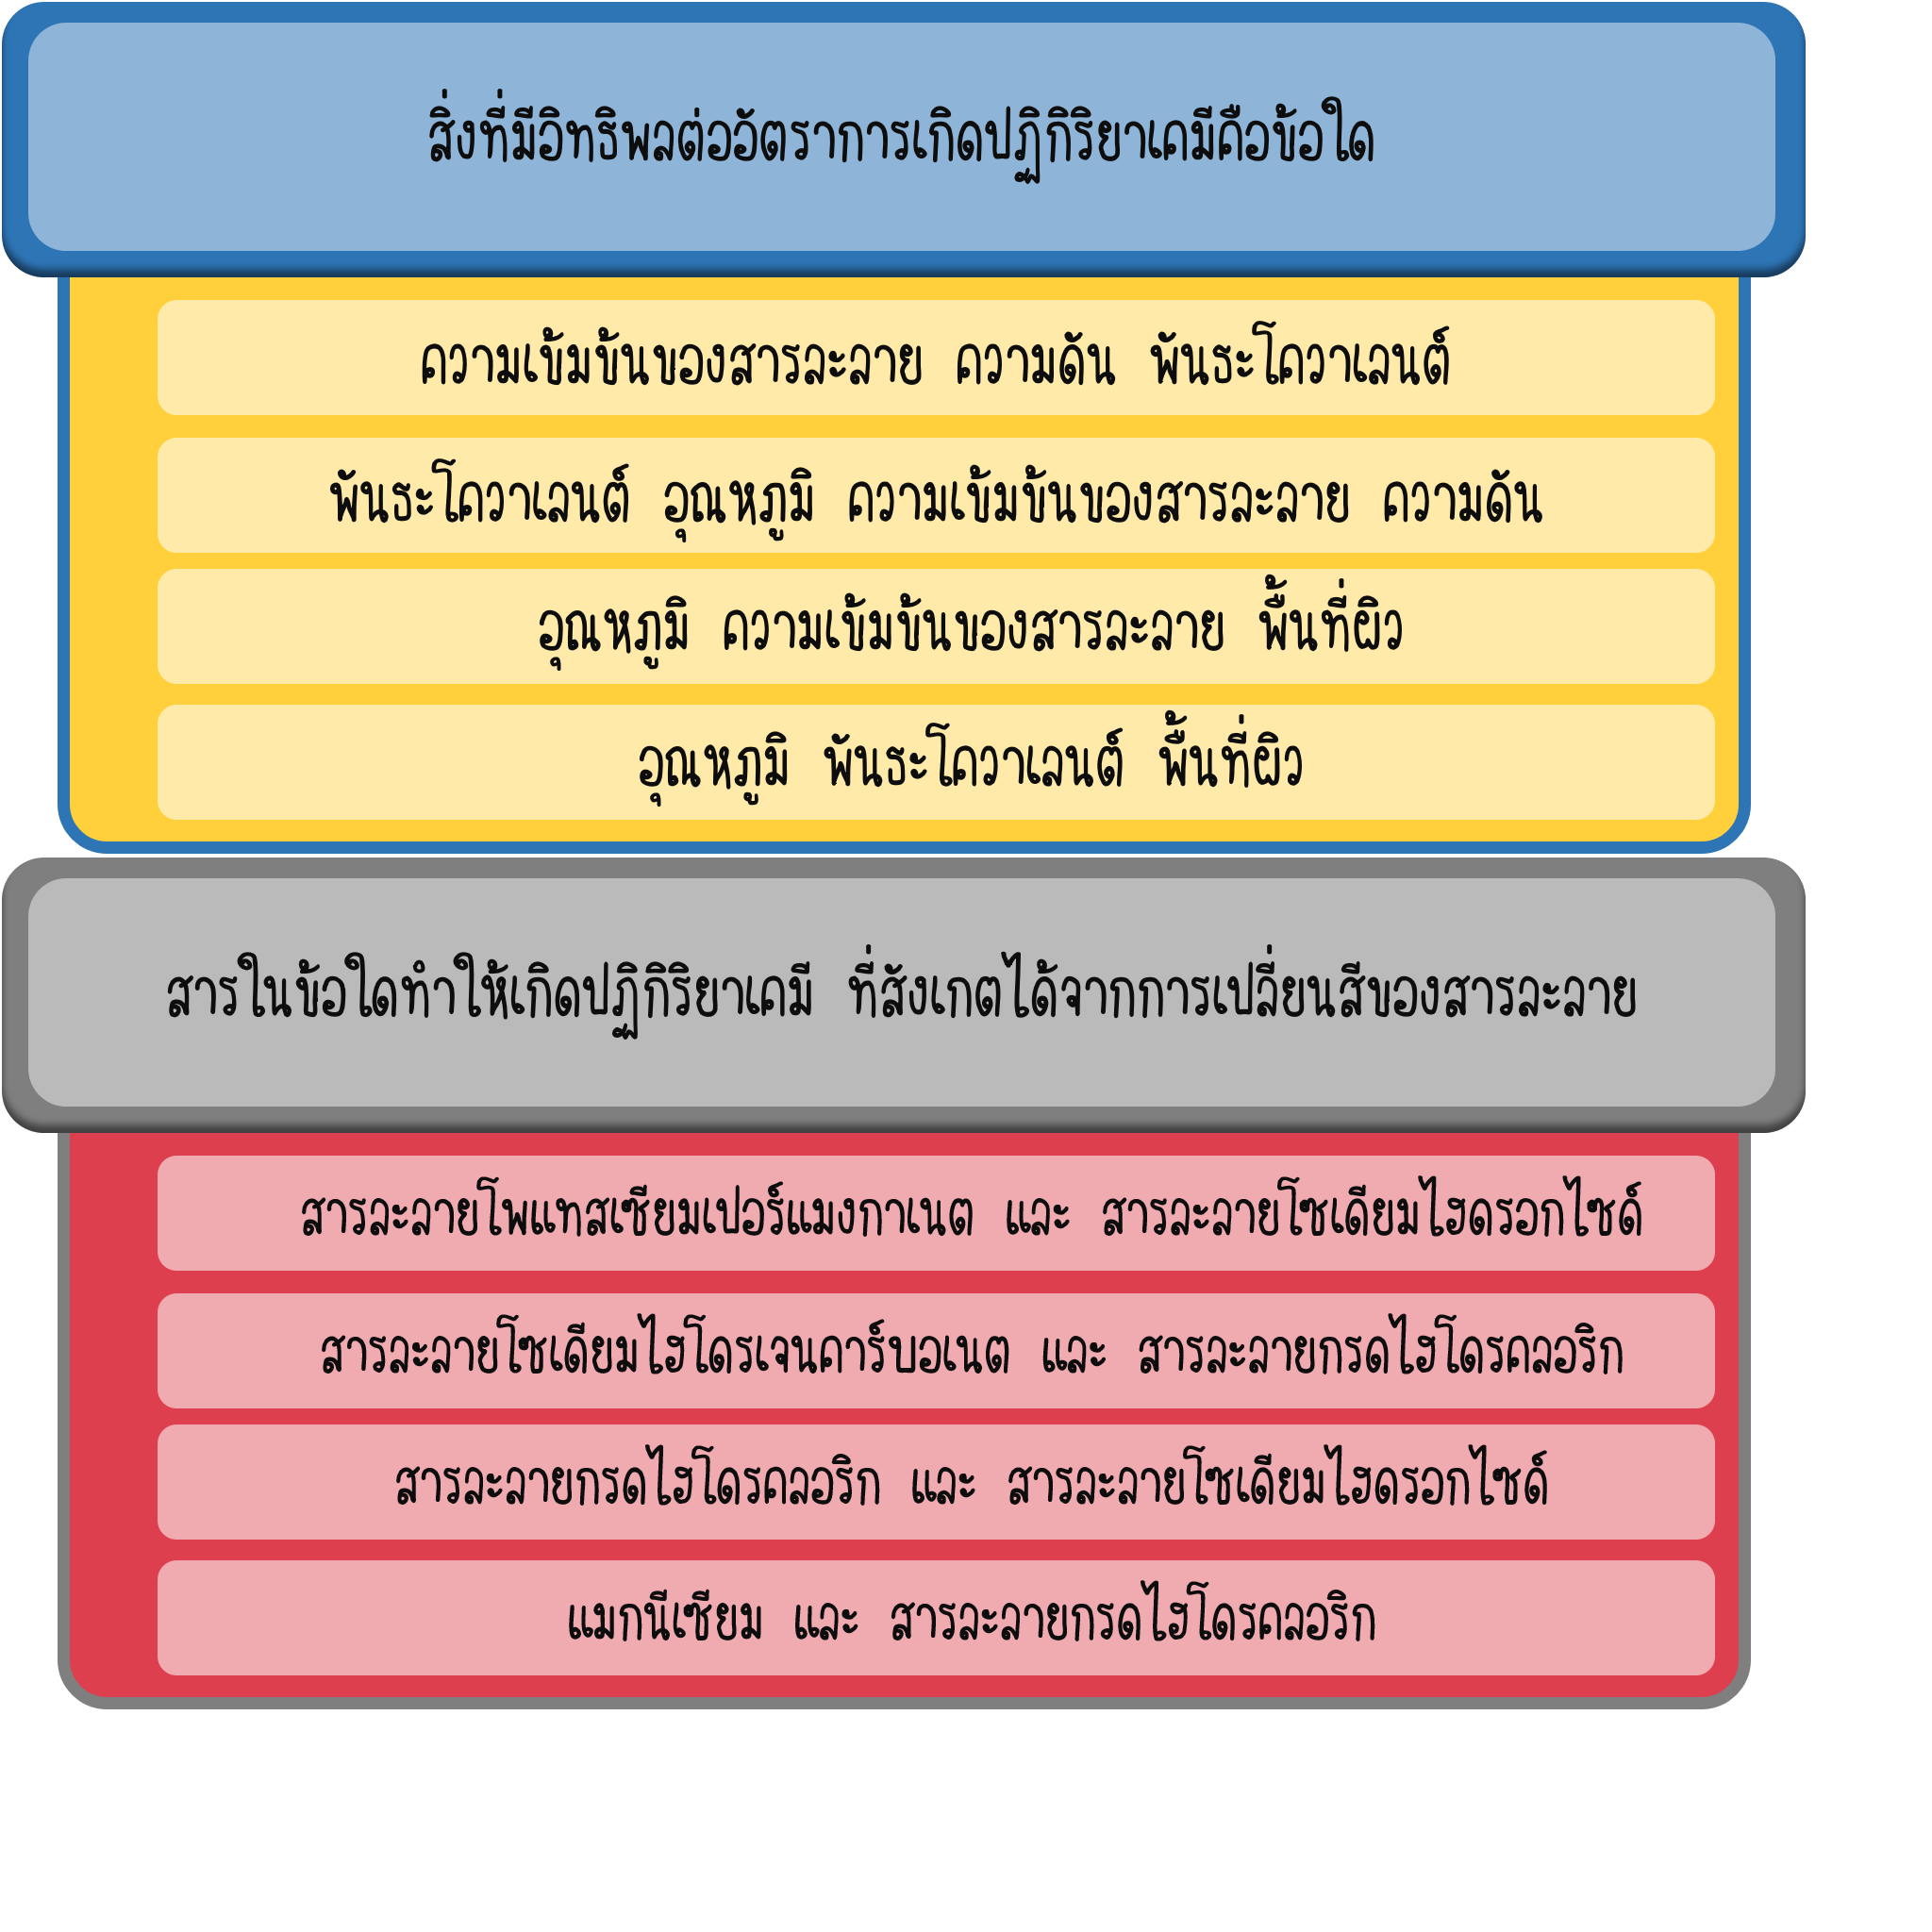 สิ่งที่มีอิทธิพลต่ออัตราการเกิดปฏิกิริยาเคมีคือข้อใด
ความเข้มข้นของสารละลาย ความดัน พันธะโควาเลนต์
พันธะโควาเลนต์ อุณหภูมิ ความเข้มข้นของสารละลาย ความดัน
อุณหภูมิ ความเข้มข้นของสารละลาย พื้นที่ผิว
อุณหภูมิ พันธะโควาเลนต์ พื้นที่ผิว
สารในข้อใดทำให้เกิดปฏิกิริยาเคมี ที่สังเกตได้จากการเปลี่ยนสีของสารละลาย
สารละลายโพแทสเซียมเปอร์แมงกาเนต และ สารละลายโซเดียมไฮดรอกไซด์
สารละลายโซเดียมไฮโดรเจนคาร์บอเนต และ สารละลายกรดไฮโดรคลอริก
สารละลายกรดไฮโดรคลอริก และ สารละลายโซเดียมไฮดรอกไซด์
แมกนีเซียม และ สารละลายกรดไฮโดรคลอริก